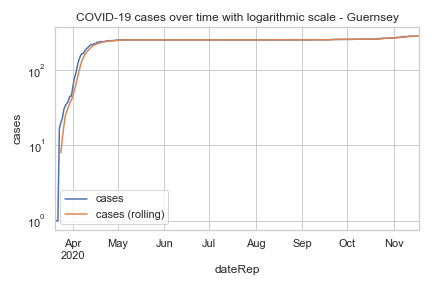 COVID-19 cases over time with logarithmic scale - Guernsey
cases
10²
10¹
10⁰
cases
cases (rolling)
Apr
2020
May
Jun
Jul
Aug
Sep
Oct
Nov
dateRep